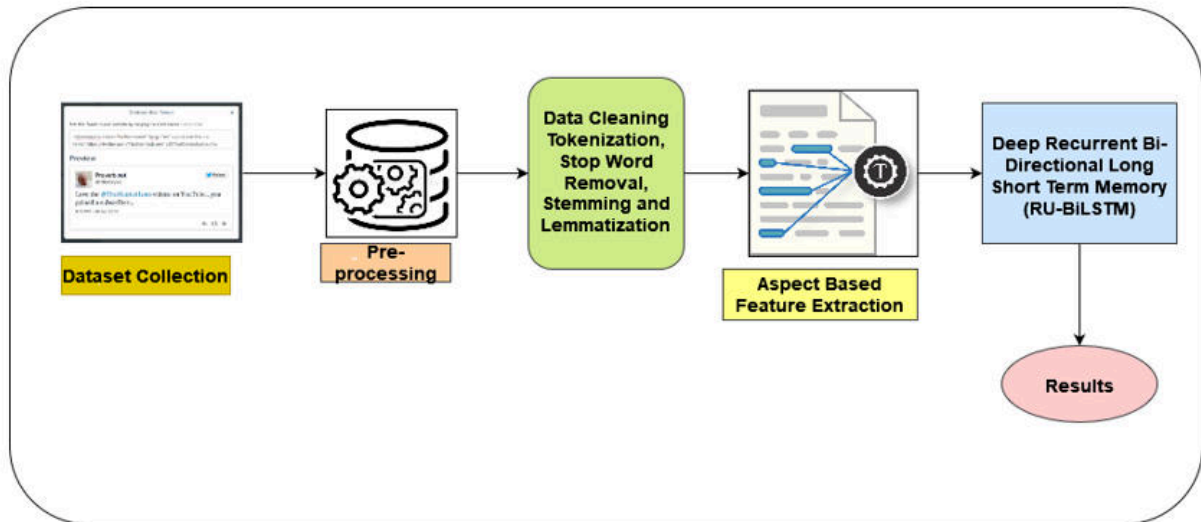 Preview
Dataset Collection
Pre-
processing
Data Cleaning
Tokenization,
Stop Word
Removal,
Stemming and
Lemmatization
T
Aspect Based
Feature Extraction
Deep Recurrent Bi-
Directional Long
Short Term Memory
(RU-BiLSTM)
Results